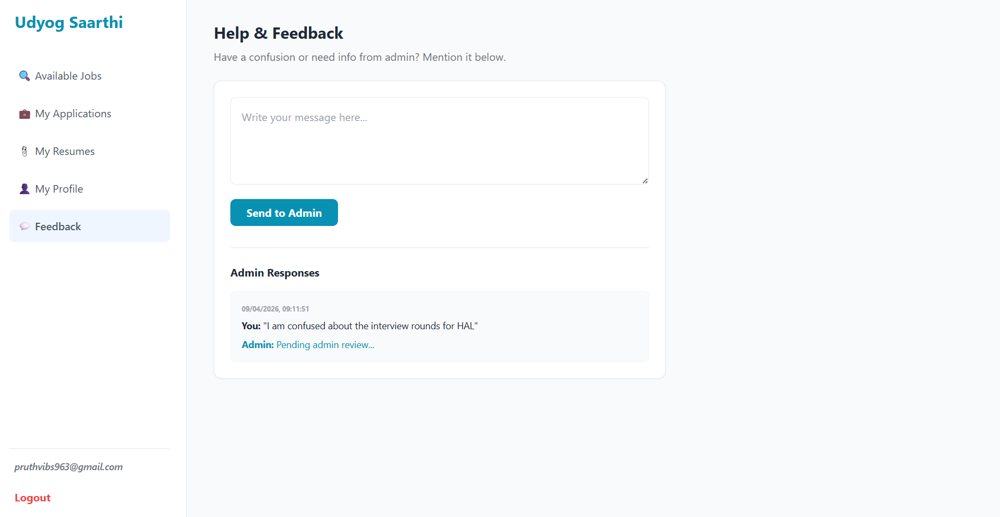 Udyog Saarthi
Available Jobs
My Applications
My Resumes
My Profile
Feedback
pruthvibs963@gmail.com
Logout
Help & Feedback
Have a confusion or need info from admin? Mention it below.
Write your message here...
Send to Admin
Admin Responses
09/04/2026, 09:11:51
You: "I am confused about the interview rounds for HAL"
Admin: Pending admin review...